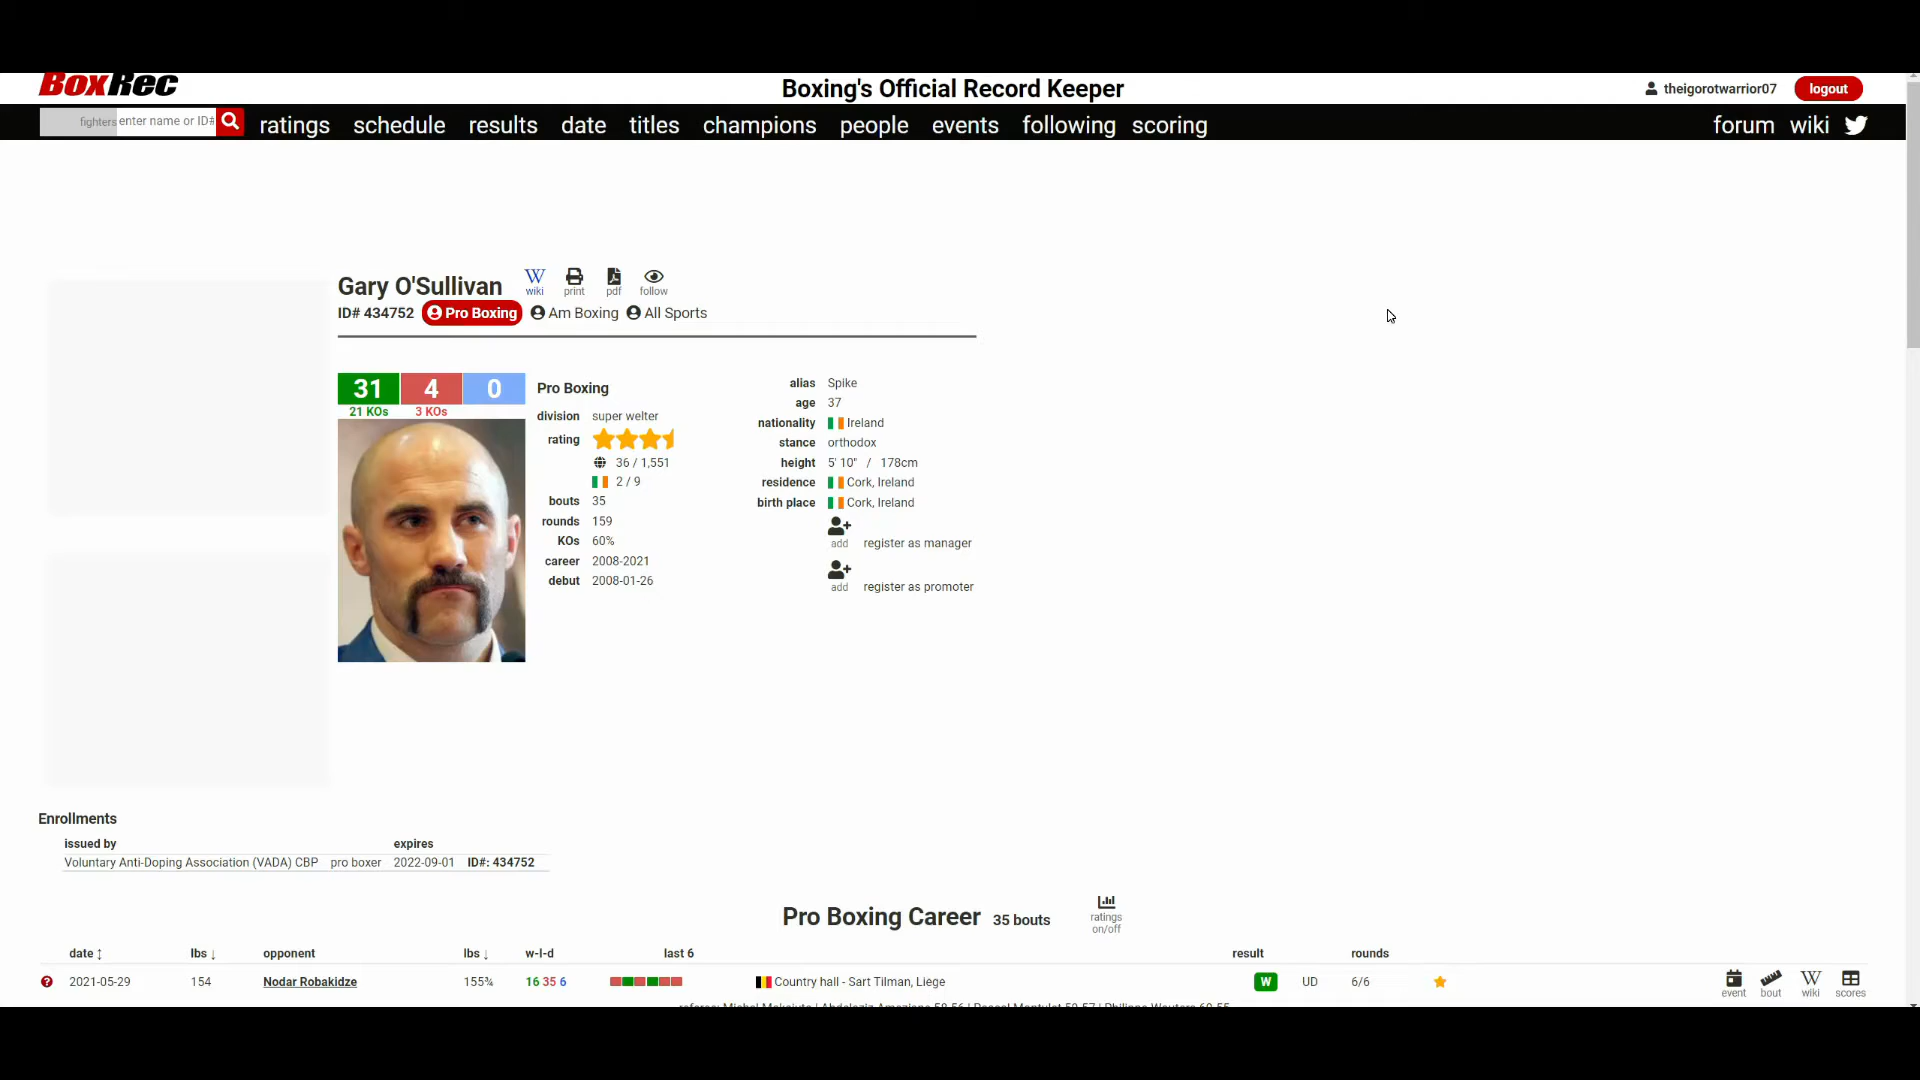 BoxRec
Boxing's Official Record Keeper
theigorotwarrior07 logout
fighters enter name or ID#
ratings schedule results date titles champions people events following scoring forum wiki
Gary O'Sullivan
wiki print pdf follow
ID# 434752 Pro Boxing Am Boxing All Sports
31 4 0
21 KOs 3 KOs
Pro Boxing
division super welter
rating
36 / 1,551
2 / 9
bouts 35
rounds 159
KOs 60%
career 2008-2021
debut 2008-01-26
alias Spike
age 37
nationality Ireland
stance orthodox
height 5' 10" / 178cm
residence Cork, Ireland
birth place Cork, Ireland
add register as manager
add register as promoter
Enrollments
issued by expires
Voluntary Anti-Doping Association (VADA) CBP pro boxer 2022-09-01 ID#: 434752
Pro Boxing Career 35 bouts
ratings
on/off
date lbs opponent lbs w-l-d last 6 result rounds
2021-05-29 154 Nodar Robakidze 155¾ 16 35 6 Country hall - Sart Tilman, Liege W UD 6/6
event bout wiki scores